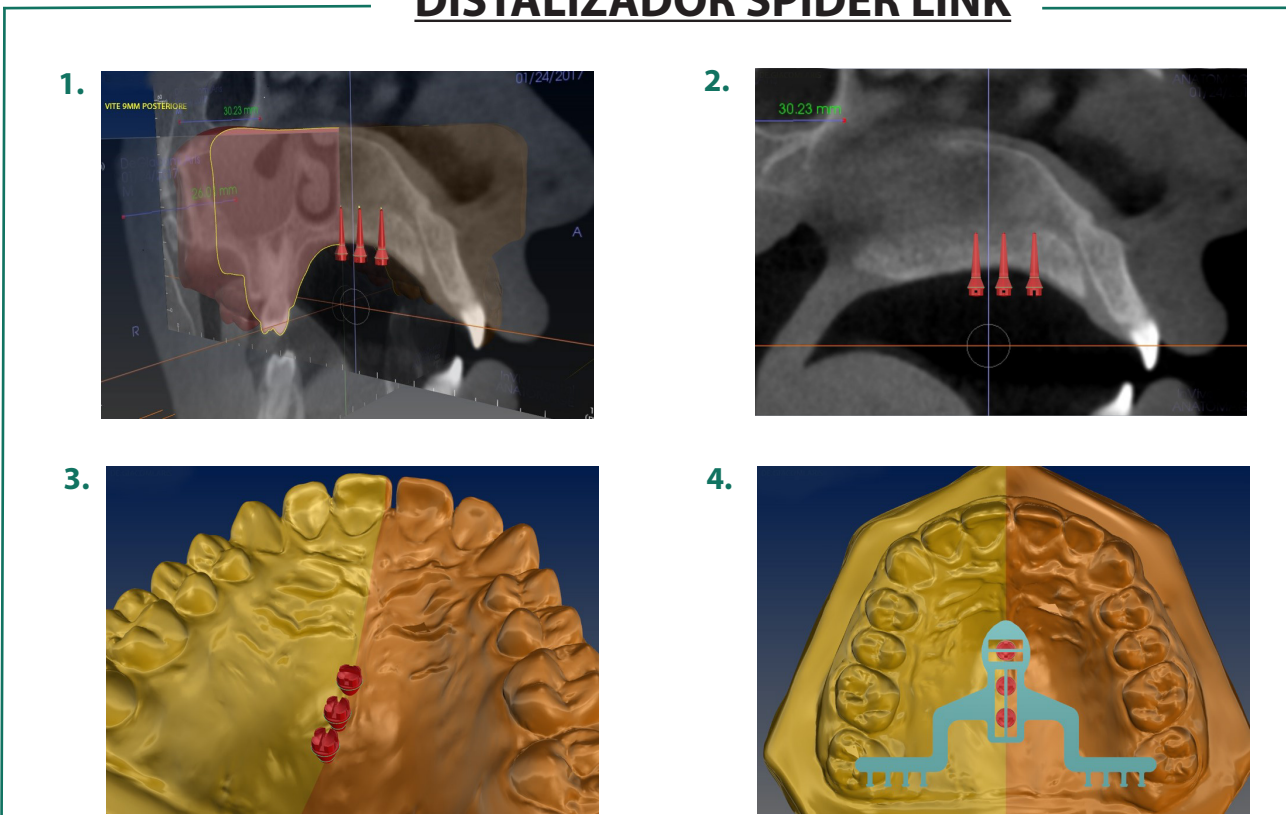 DISTALIZADOR SPIDER LINK
1.
01/24/2017
VITE 9MM POSTERIORE
30.23 mm
A
R
2.
30.23 mm
3.
4.